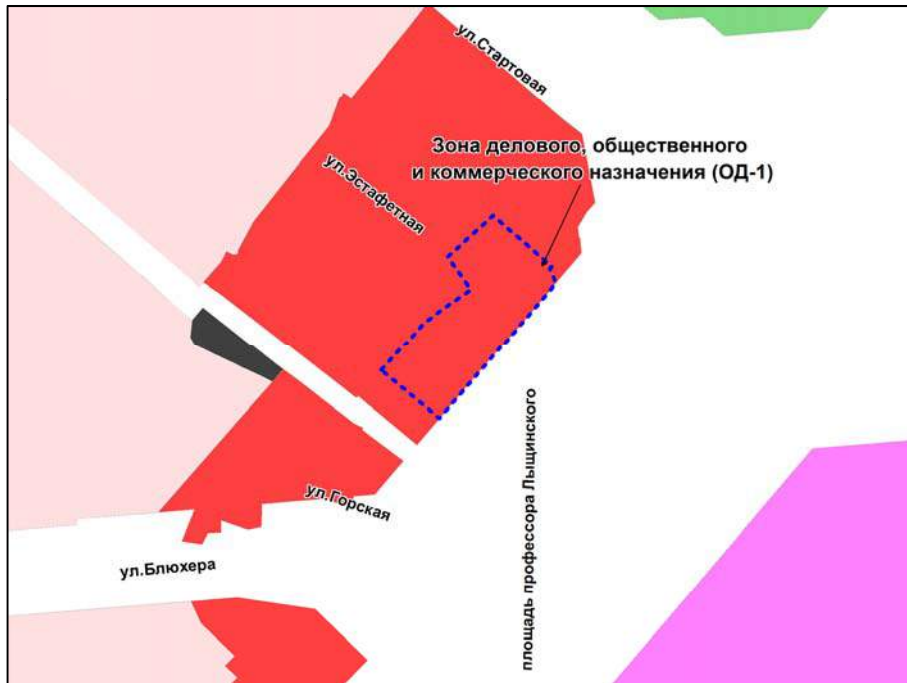 ул.Стартовая
Зона делового, общественного
и коммерческого назначения (ОД-1)
ул.Эстафетная
ул.Горская
ул.Блюхера
площадь профессора Лыщинского